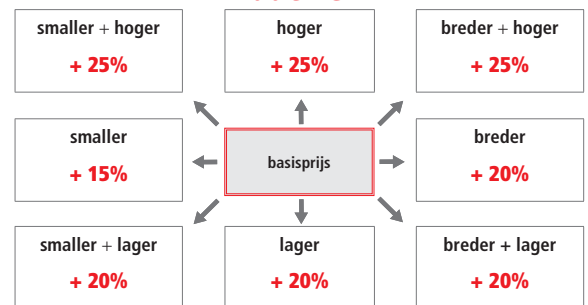 smaller + hoger
+ 25%
hoger
+ 25%
breder + hoger
+ 25%
smaller
+ 15%
basisprijs
breder
+ 20%
smaller + lager
+ 20%
lager
+ 20%
breder + lager
+ 20%